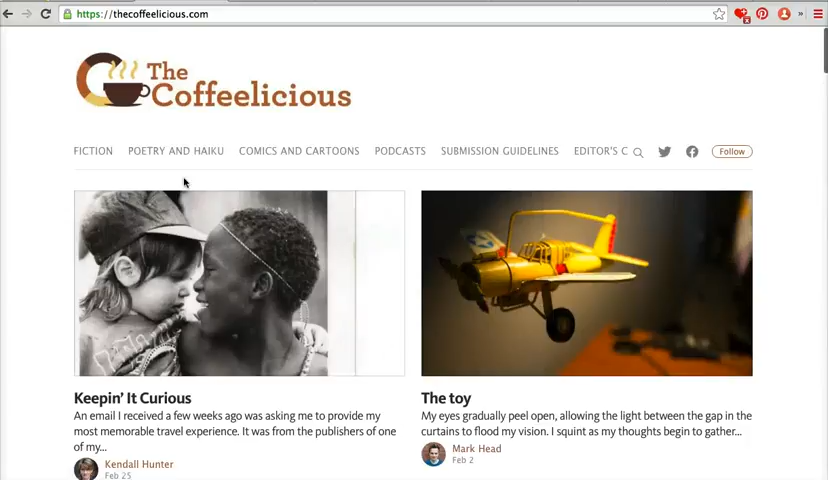 https://thecoffeelicious.com
The
Coffeelicious
FICTION POETRY AND HAIKU COMICS AND CARTOONS PODCASTS SUBMISSION GUIDELINES EDITOR'S C Follow
Keepin' It Curious
An email I received a few weeks ago was asking me to provide my
most memorable travel experience. It was from the publishers of one
of my...
Kendall Hunter
Feb 25
The toy
My eyes gradually peel open, allowing the light between the gap in the
curtains to flood my vision. I squint as my thoughts begin to gather...
Mark Head
Feb 2